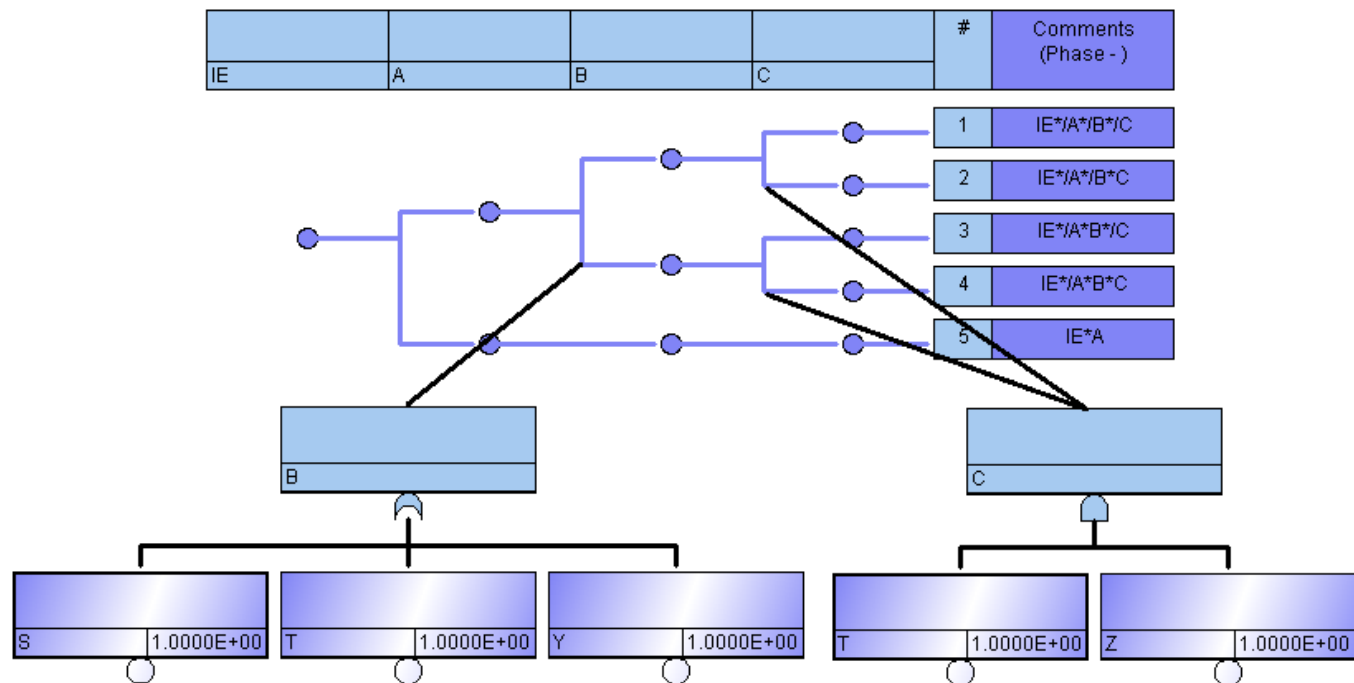 #
Comments
(Phase - )
IE
A
B
C
1
IE*/A*/B*/C
2
IE*/A*/B*C
3
IE*/A*B*/C
4
IE*/A*B*C
5
IE*A
B
C
S 1.0000E+00
T 1.0000E+00
Y 1.0000E+00
T 1.0000E+00
Z 1.0000E+00